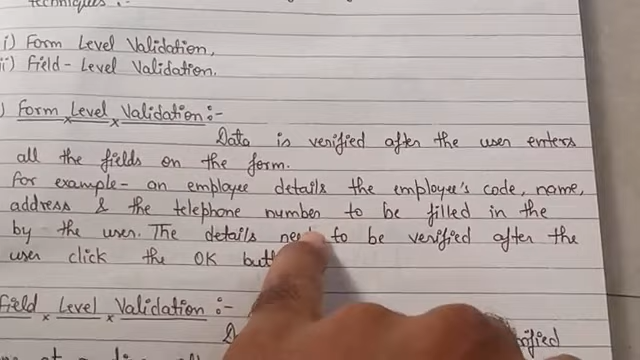 techniques :-
i) Form Level Validation,
ii) Field-Level Validation.
) Form Level Validation :-
Data is verified after the user enters
all the fields on the form.
For example - an employee details the employee's code, name,
address & the telephone number to be filled in the
by the user. The details to be verified after the
user click the OK
Field Level Validation :-